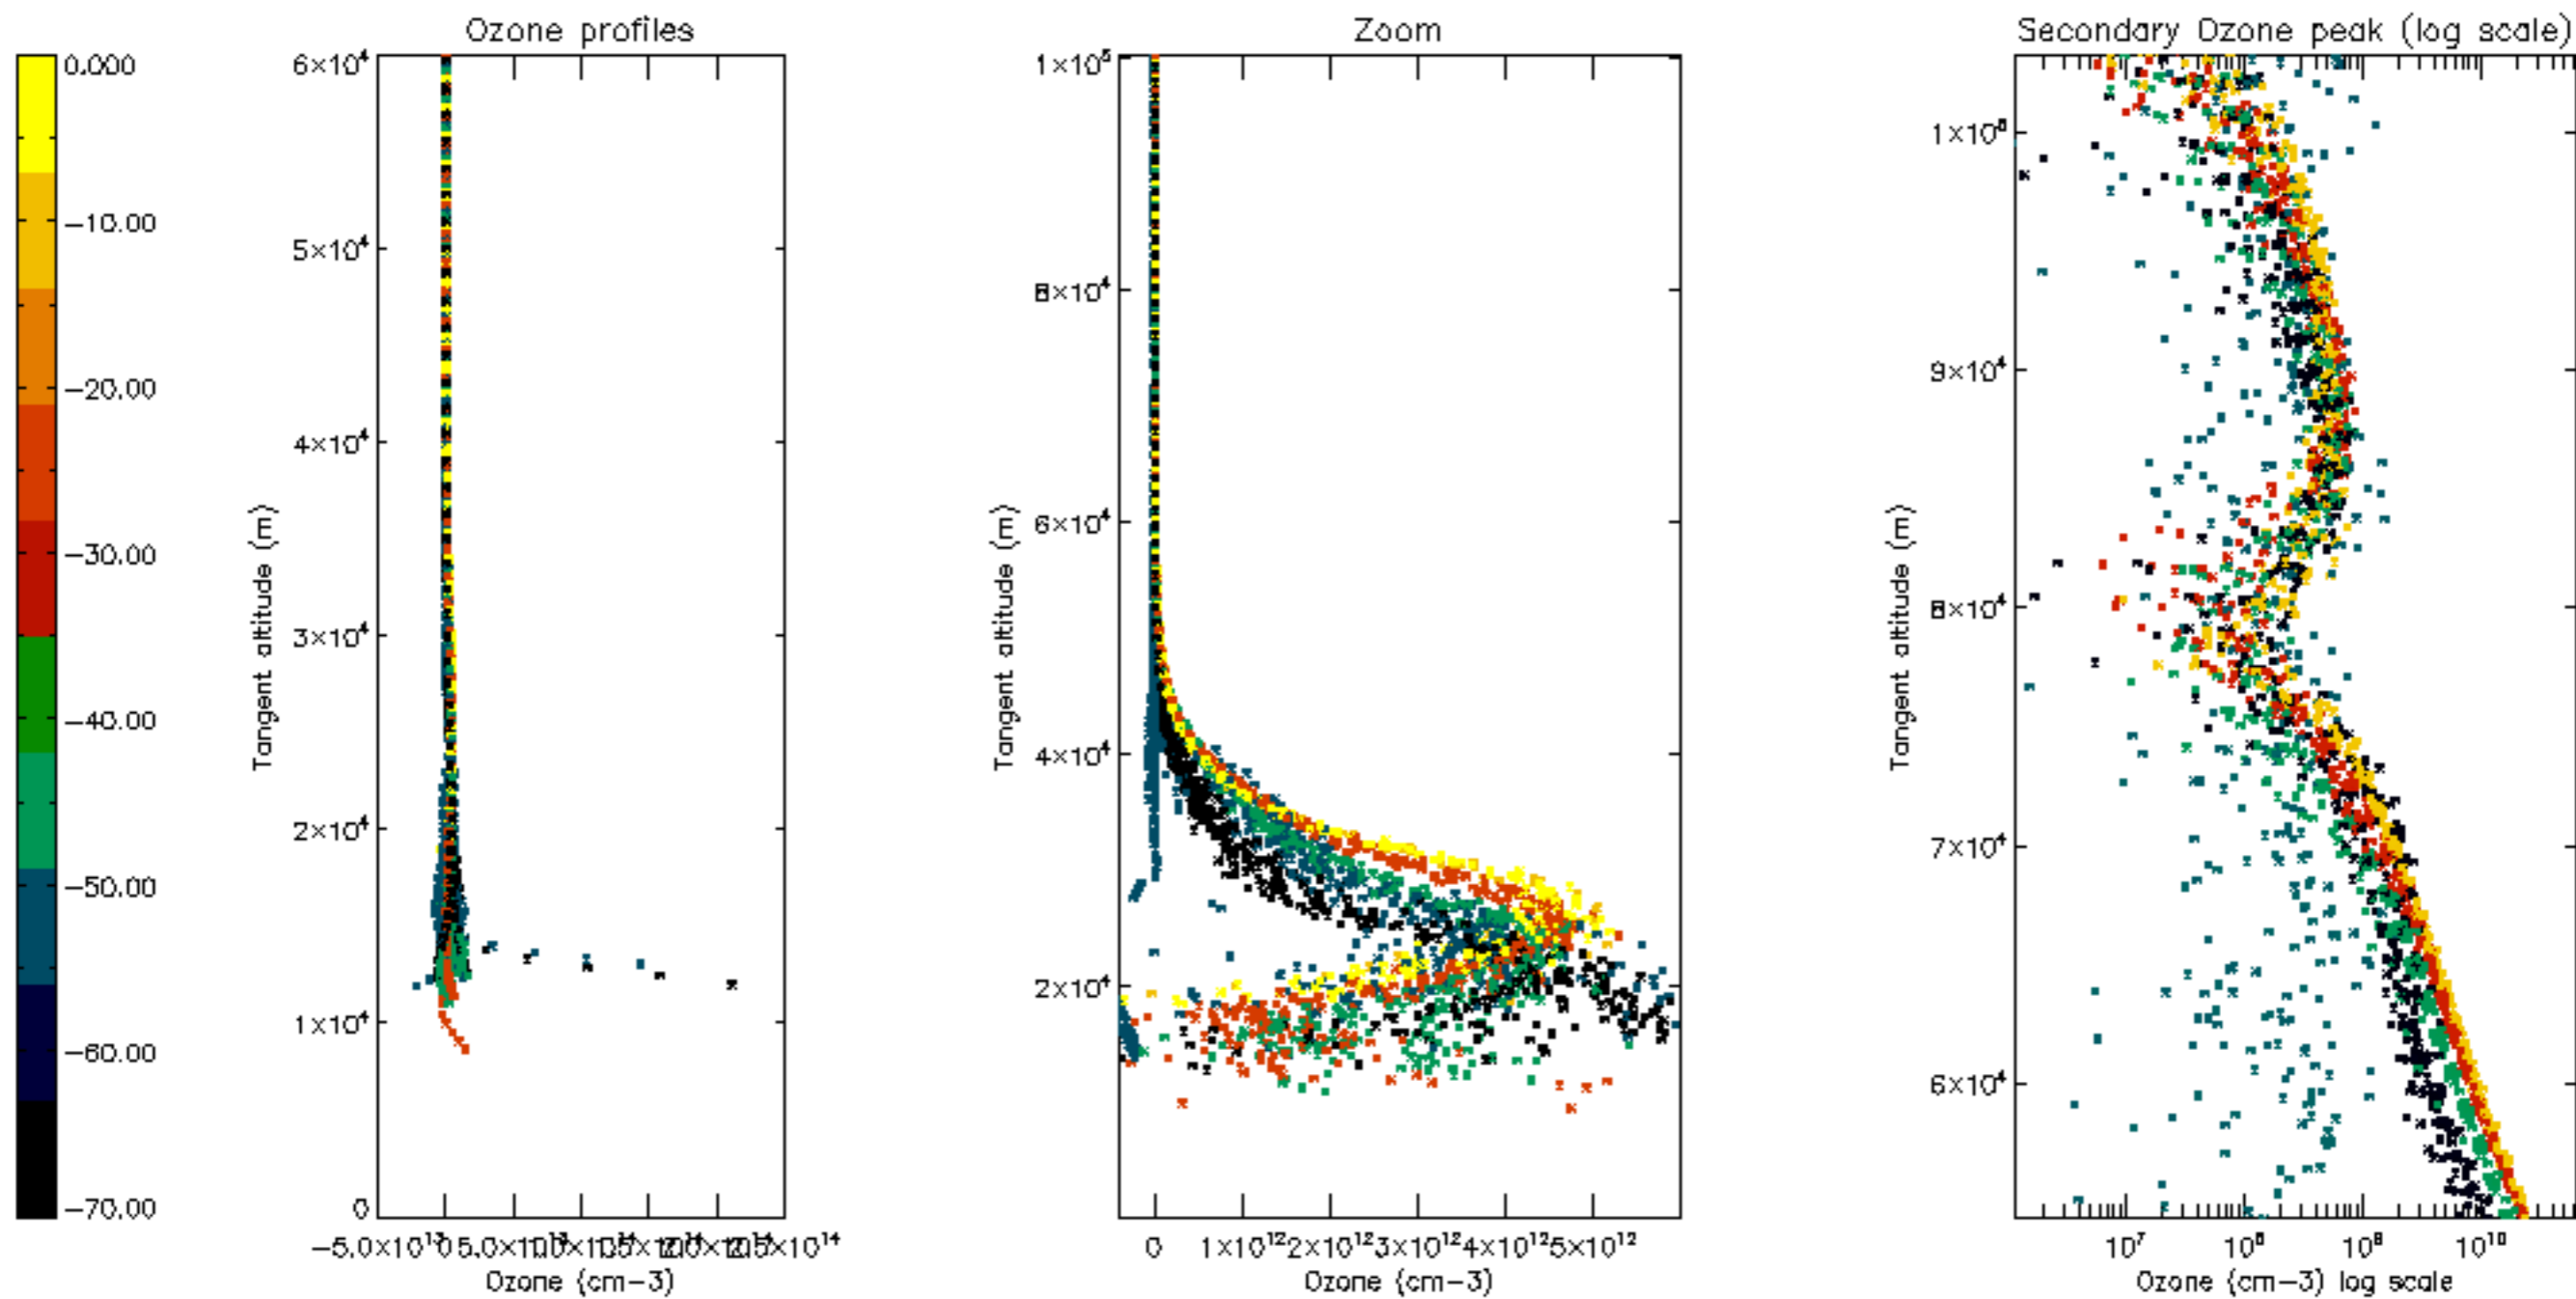 Ozone profiles
Zoom
Secondary Ozone peak (log scale)
0.000
-10.00
-20.00
-30.00
-40.00
-50.00
-60.00
-70.00
6×10⁴
5×10⁴
4×10⁴
3×10⁴
2×10⁴
1×10⁴
0
Tangent altitude (m)
Ozone (cm-3)
1×10⁵
8×10⁴
6×10⁴
4×10⁴
2×10⁴
Tangent altitude (m)
0 1×10¹² 2×10¹² 3×10¹² 4×10¹² 5×10¹²
Ozone (cm-3)
9×10⁴
8×10⁴
7×10⁴
6×10⁴
Tangent altitude (m)
10⁷ 10⁸ 10⁹ 10¹⁰
Ozone (cm-3) log scale